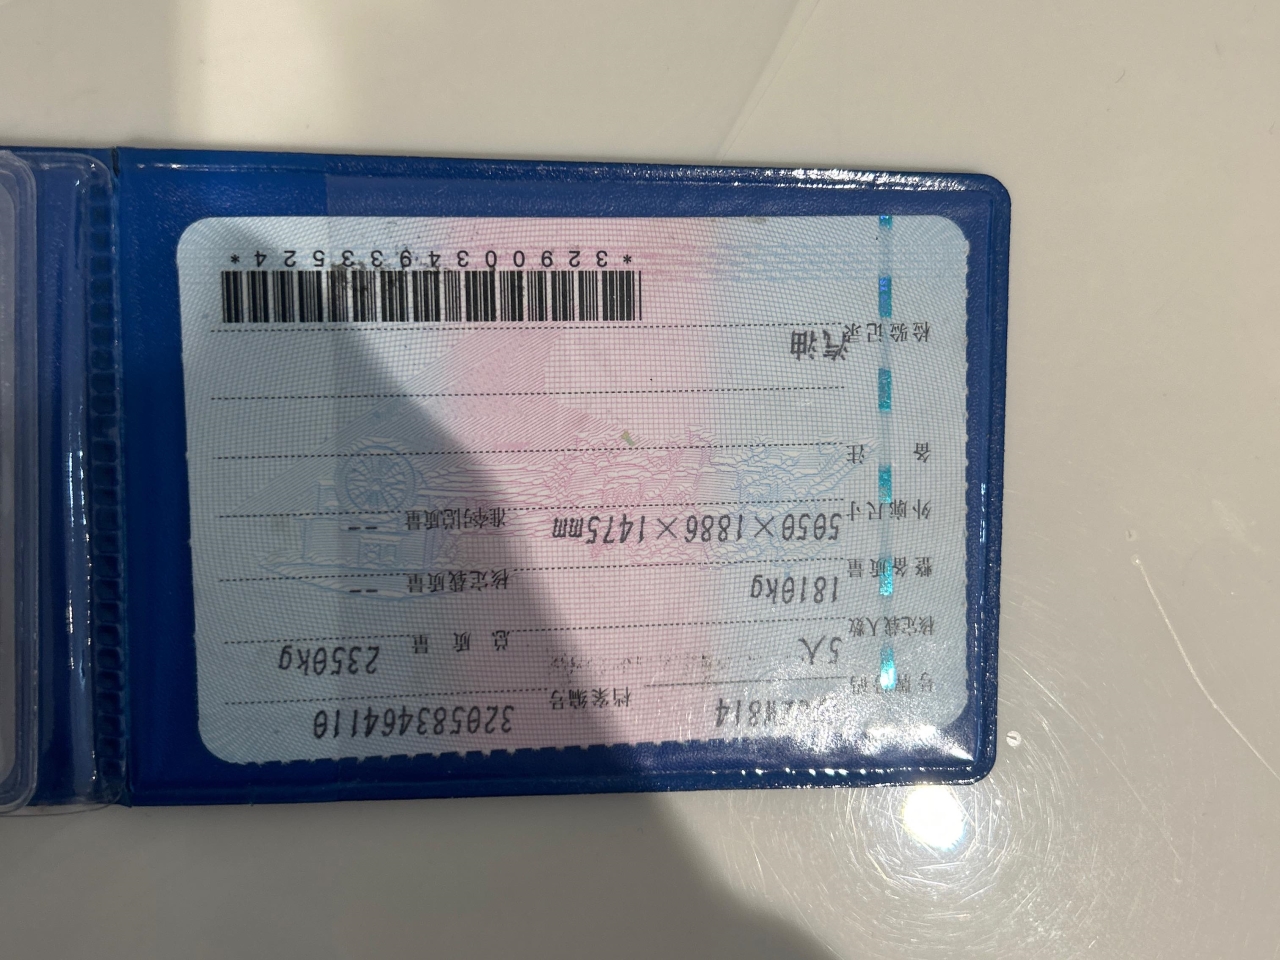 号牌号码 档案编号 320583464110
核定载人数 5人 总质量 2350kg
整备质量 1810kg 核定载质量 --
外廓尺寸 5050×1886×1475mm 准牵引总质量 --
备注
检验记录 汽油
*3290034933524*